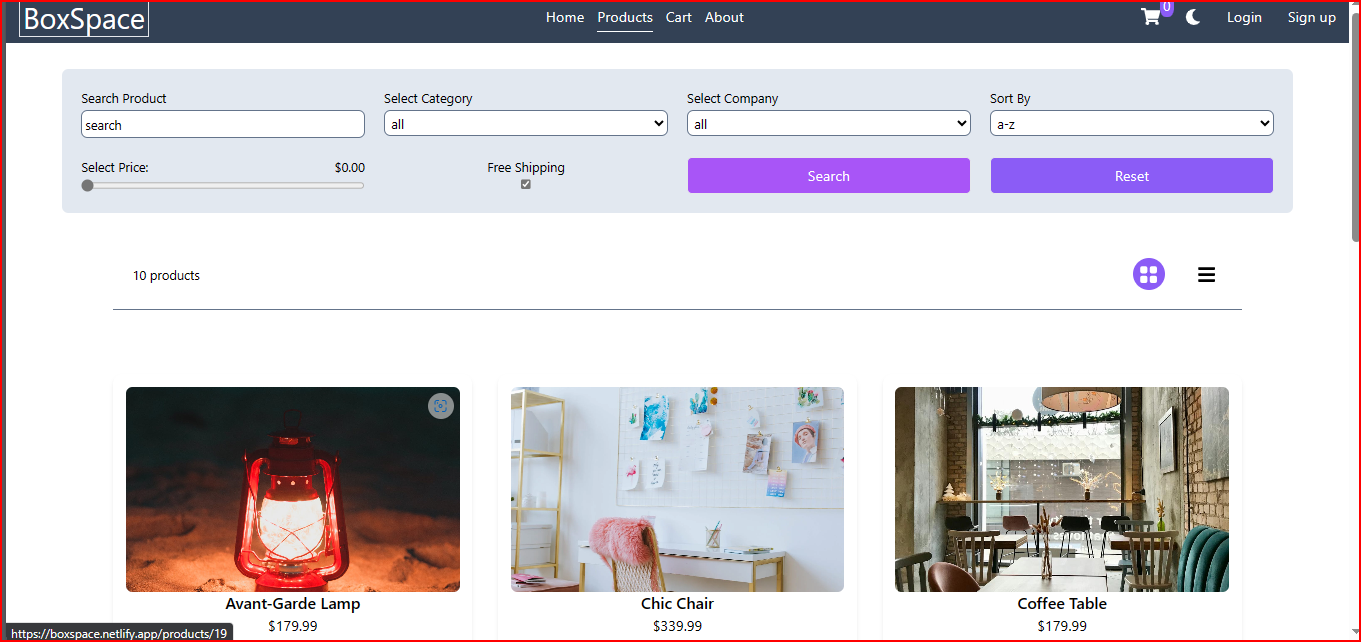 BoxSpace
Home Products Cart About
0
Login Sign up
Search Product
search
Select Category
all
Select Company
all
Sort By
a-z
Select Price: $0.00
Free Shipping
Search
Reset
10 products
Avant-Garde Lamp
$179.99
Chic Chair
$339.99
Coffee Table
$179.99
https://boxspace.netlify.app/products/19